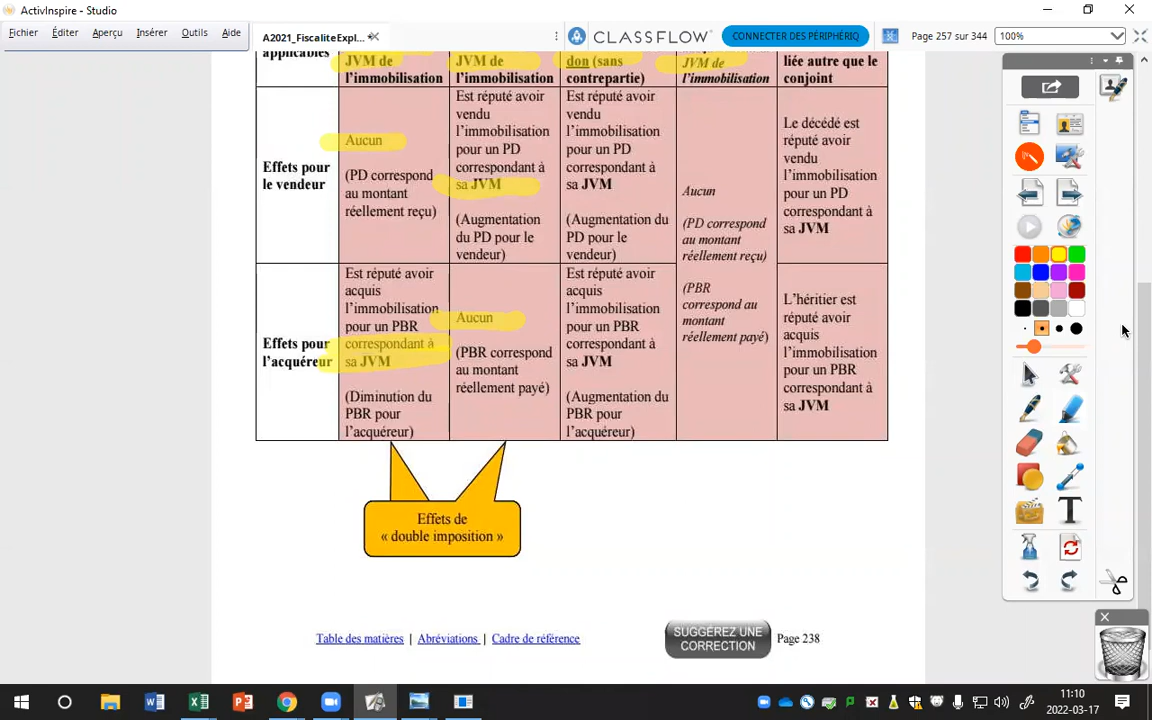 ActivInspire - Studio
Fichier Éditer Aperçu Insérer Outils Aide
A2021_FiscaliteExpl...
CLASSFLOW
CONNECTER DES PÉRIPHÉRIQ
Page 257 sur 344
100%
applicables
JVM de
l'immobilisation
JVM de
l'immobilisation
don (sans
contrepartie)
JVM de
l'immobilisation
liée autre que le
conjoint
Effets pour
le vendeur
Aucun
(PD correspond
au montant
réellement reçu)
Est réputé avoir
vendu
l'immobilisation
pour un PD
correspondant à
sa JVM
(Augmentation
du PD pour le
vendeur)
Est réputé avoir
vendu
l'immobilisation
pour un PD
correspondant à
sa JVM
(Augmentation du
PD pour le
vendeur)
Aucun
(PD correspond
au montant
réellement reçu)
(PBR
correspond au
montant
réellement payé)
Le décédé est
réputé avoir
vendu
l'immobilisation
pour un PD
correspondant à
sa JVM
Effets pour
l'acquéreur
Est réputé avoir
acquis
l'immobilisation
pour un PBR
correspondant à
sa JVM
(Diminution du
PBR pour
l'acquéreur)
Aucun
(PBR correspond
au montant
réellement payé)
Est réputé avoir
acquis
l'immobilisation
pour un PBR
correspondant à
sa JVM
(Augmentation du
PBR pour
l'acquéreur)
L'héritier est
réputé avoir
acquis
l'immobilisation
pour un PBR
correspondant à
sa JVM
Effets de
« double imposition »
Table des matières | Abréviations | Cadre de référence
SUGGÉREZ UNE
CORRECTION
Page 238
11:10
2022-03-17